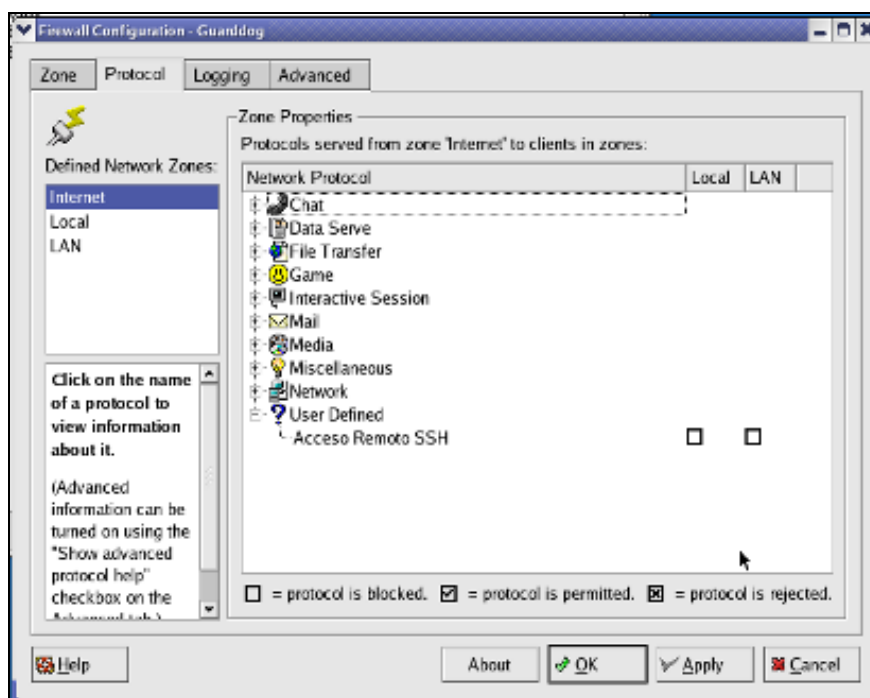 Firewall Configuration - Guarddog
Zone Protocol Logging Advanced
Defined Network Zones:
Internet
Local
LAN
Click on the name
of a protocol to
view information
about it.
(Advanced
information can be
turned on using the
"Show advanced
protocol help"
checkbox on the
Advanced tab.)
Zone Properties
Protocols served from zone 'Internet' to clients in zones:
Network Protocol Local LAN
Chat
Data Serve
File Transfer
Game
Interactive Session
Mail
Media
Miscellaneous
Network
User Defined
Acceso Remoto SSH
= protocol is blocked. = protocol is permitted. = protocol is rejected.
Help About OK Apply Cancel